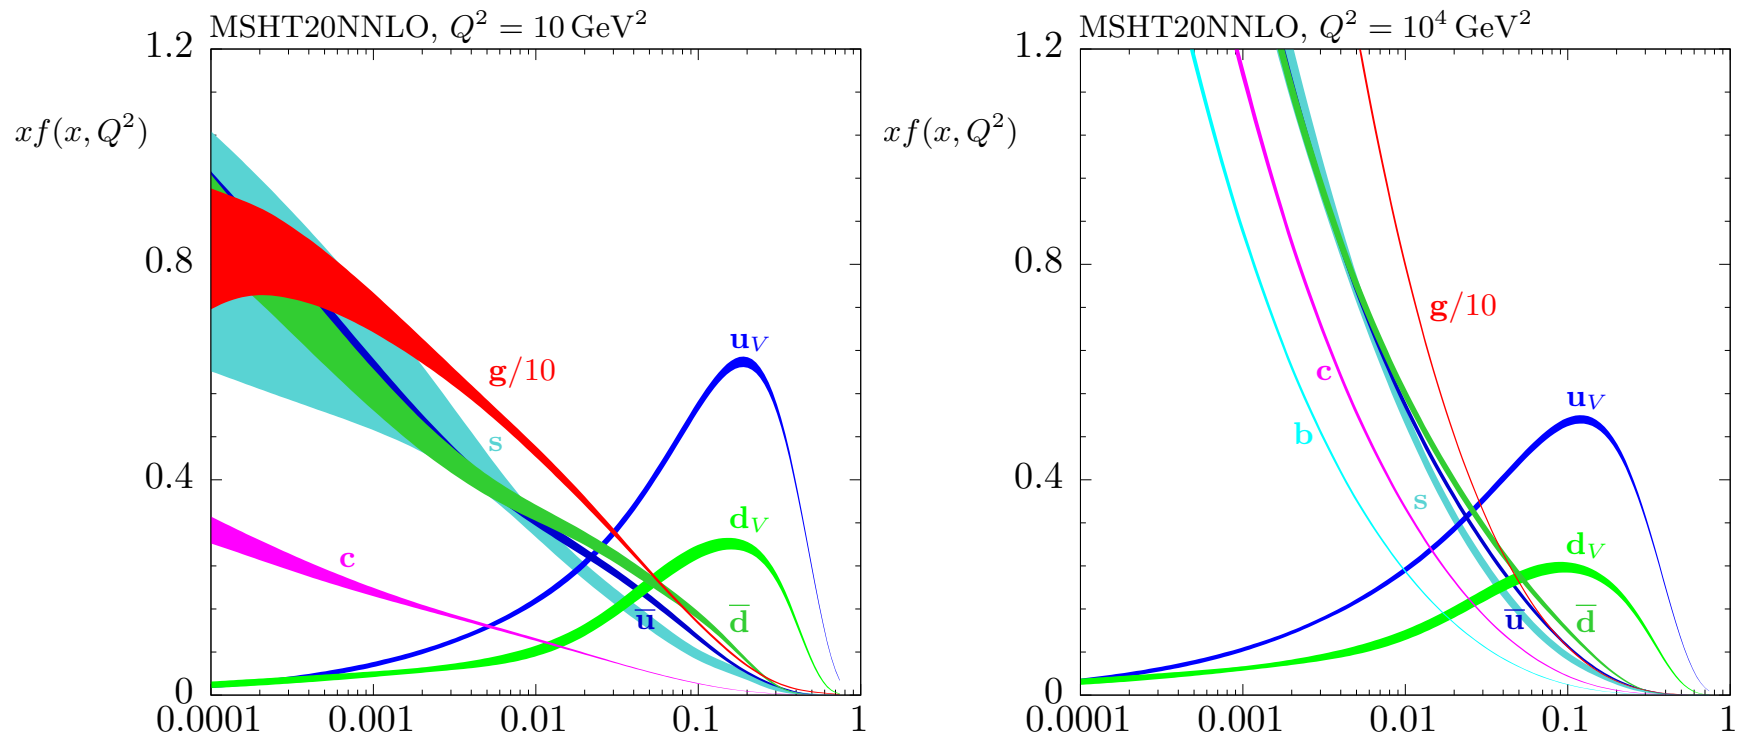 MSHT20NNLO, Q² = 10 GeV²
1.2
xf(x, Q²)
0.8
0.4
0
0.0001 0.001 0.01 0.1 1
g/10
u_V
s
d_V
c
u̅
d̅
MSHT20NNLO, Q² = 10⁴ GeV²
1.2
xf(x, Q²)
0.8
0.4
0
0.0001 0.001 0.01 0.1 1
g/10
c
u_V
b
s
d_V
u̅
d̅